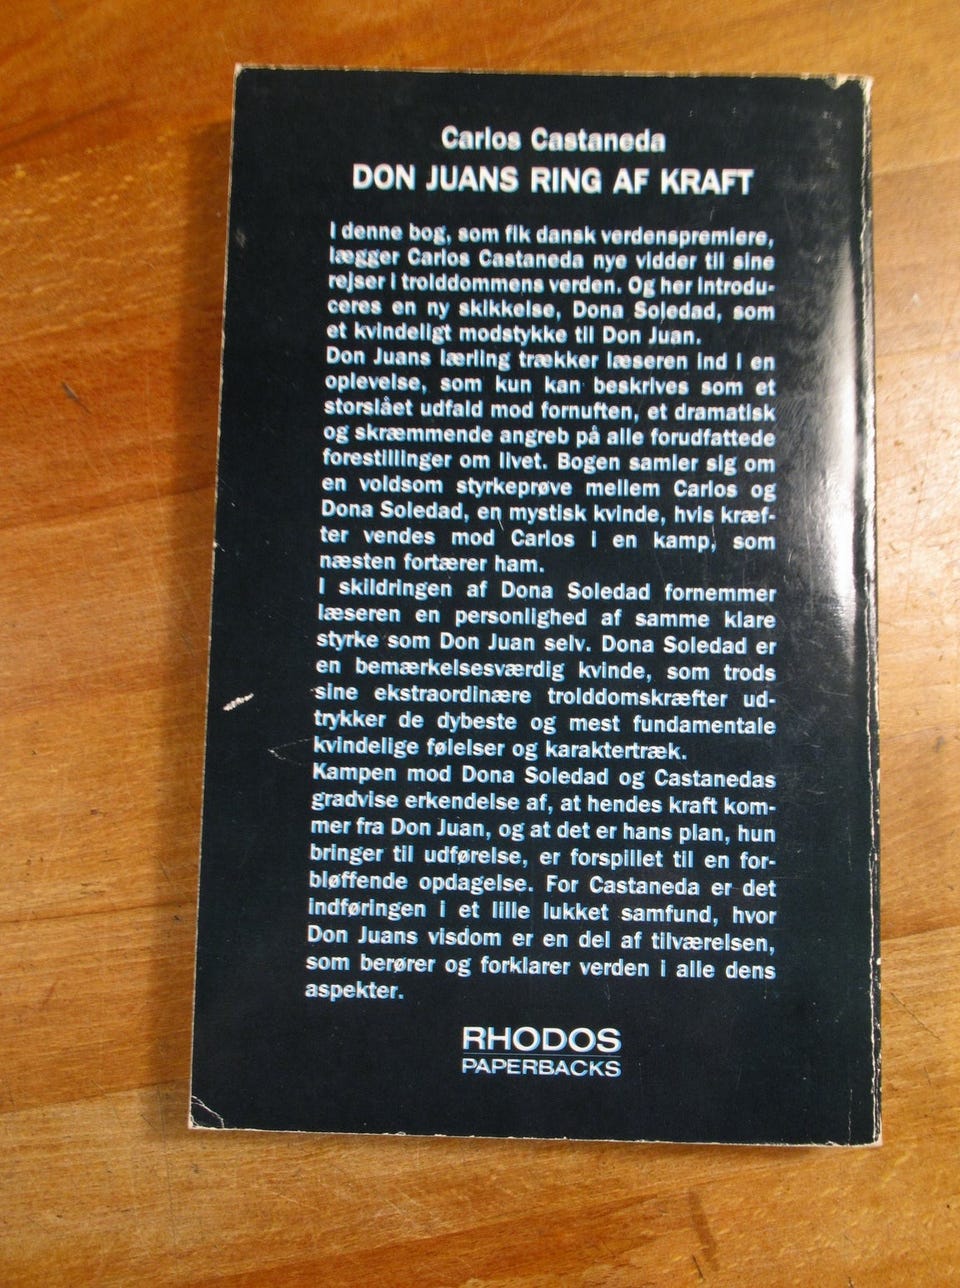 Carlos Castaneda
DON JUANS RING AF KRAFT
I denne bog, som fik dansk verdenspremiere,
lægger Carlos Castaneda nye vidder til sine
rejser i trolddommens verden. Og her introdu-
ceres en ny skikkelse, Dona Soledad, som
et kvindeligt modstykke til Don Juan.
Don Juans lærling trækker læseren ind i en
oplevelse, som kun kan beskrives som et
storslået udfald mod fornuften, et dramatisk
og skræmmende angreb på alle forudfattede
forestillinger om livet. Bogen samler sig om
en voldsom styrkeprøve mellem Carlos og
Dona Soledad, en mystisk kvinde, hvis kræf-
ter vendes mod Carlos i en kamp, som
næsten fortærer ham.
I skildringen af Dona Soledad fornemmer
læseren en personlighed af samme klare
styrke som Don Juan selv. Dona Soledad er
en bemærkelsesværdig kvinde, som trods
sine ekstraordinære trolddomskræfter ud-
trykker de dybeste og mest fundamentale
kvindelige følelser og karaktertræk.
Kampen mod Dona Soledad og Castanedas
gradvise erkendelse af, at hendes kraft kom-
mer fra Don Juan, og at det er hans plan, hun
bringer til udførelse, er forspillet til en for-
bløffende opdagelse. For Castaneda er det
indføringen i et lille lukket samfund, hvor
Don Juans visdom er en del af tilværelsen,
som berører og forklarer verden i alle dens
aspekter.
RHODOS
PAPERBACKS